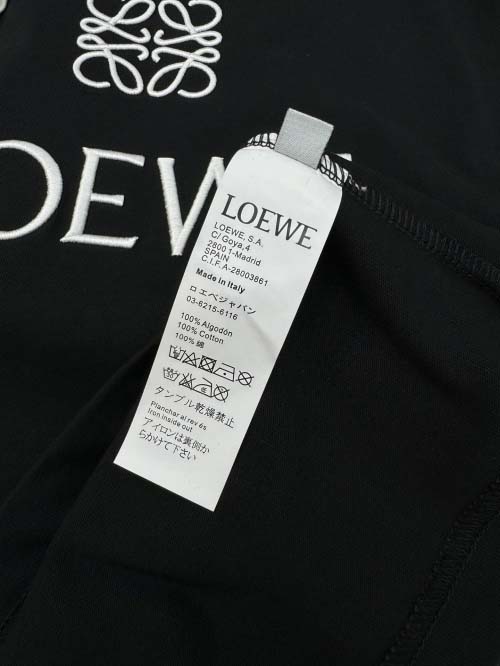 LOEWE
LOEWE
LOEWE, S.A.
C/ Goya,4
2800 1-Madrid
SPAIN
C.I.F.A-28003861
Made in Italy
ロエベジャパン
03-6215-6116
100% Algodón
100% Cotton
100% 綿
タンブル乾燥禁止
Planchar al rev és
Iron inside out
アイロンは裏側か
らかけて下さい